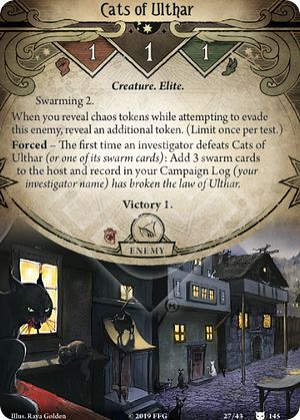 Cats of Ulthar
1 1 1
Creature. Elite.
Swarming 2.
When you reveal chaos tokens while attempting to evade
this enemy, reveal an additional token. (Limit once per test.)
Forced – The first time an investigator defeats Cats of
Ulthar (or one of its swarm cards): Add 3 swarm cards
to the host and record in your Campaign Log (your
investigator name) has broken the law of Ulthar.
Victory 1.
ENEMY
Illus. Raya Golden © 2019 FFG 27/43 145